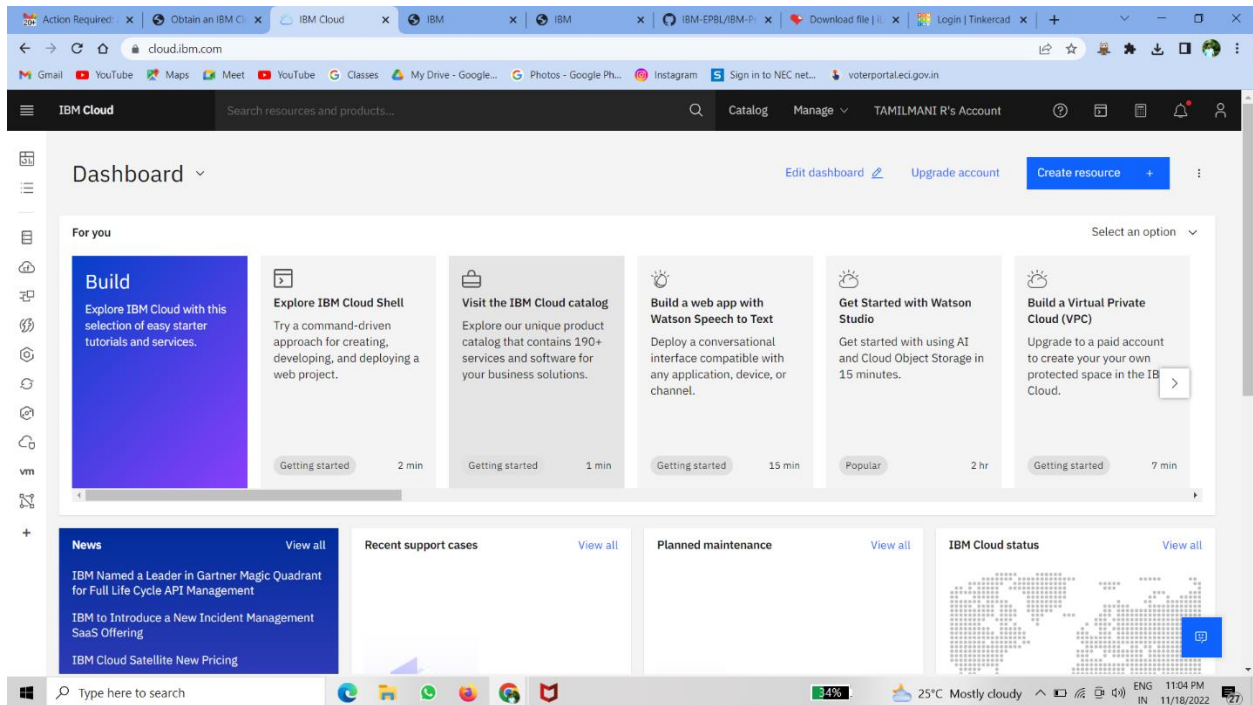 20+ Action Required:
Obtain an IBM Cl
IBM Cloud
IBM
IBM
IBM-EPBL/IBM-Pr
Download file | iL
Login | Tinkercad
cloud.ibm.com
Gmail
YouTube
Maps
Meet
YouTube
Classes
My Drive - Google...
Photos - Google Ph...
Instagram
Sign in to NEC net...
voterportal.eci.gov.in
IBM Cloud
Search resources and products...
Catalog
Manage
TAMILMANI R's Account
Dashboard
Edit dashboard
Upgrade account
Create resource +
For you
Select an option
Build
Explore IBM Cloud with this
selection of easy starter
tutorials and services.
Explore IBM Cloud Shell
Try a command-driven
approach for creating,
developing, and deploying a
web project.
Getting started
2 min
Visit the IBM Cloud catalog
Explore our unique product
catalog that contains 190+
services and software for
your business solutions.
Getting started
1 min
Build a web app with
Watson Speech to Text
Deploy a conversational
interface compatible with
any application, device, or
channel.
Getting started
15 min
Get Started with Watson
Studio
Get started with using AI
and Cloud Object Storage in
15 minutes.
Popular
2 hr
Build a Virtual Private
Cloud (VPC)
Upgrade to a paid account
to create your your own
protected space in the IB
Cloud.
Getting started
7 min
vm
News
View all
IBM Named a Leader in Gartner Magic Quadrant
for Full Life Cycle API Management
IBM to Introduce a New Incident Management
SaaS Offering
IBM Cloud Satellite New Pricing
Recent support cases
View all
Planned maintenance
View all
IBM Cloud status
View all
Type here to search
34%
25°C Mostly cloudy
ENG
IN
11:04 PM
11/18/2022
27